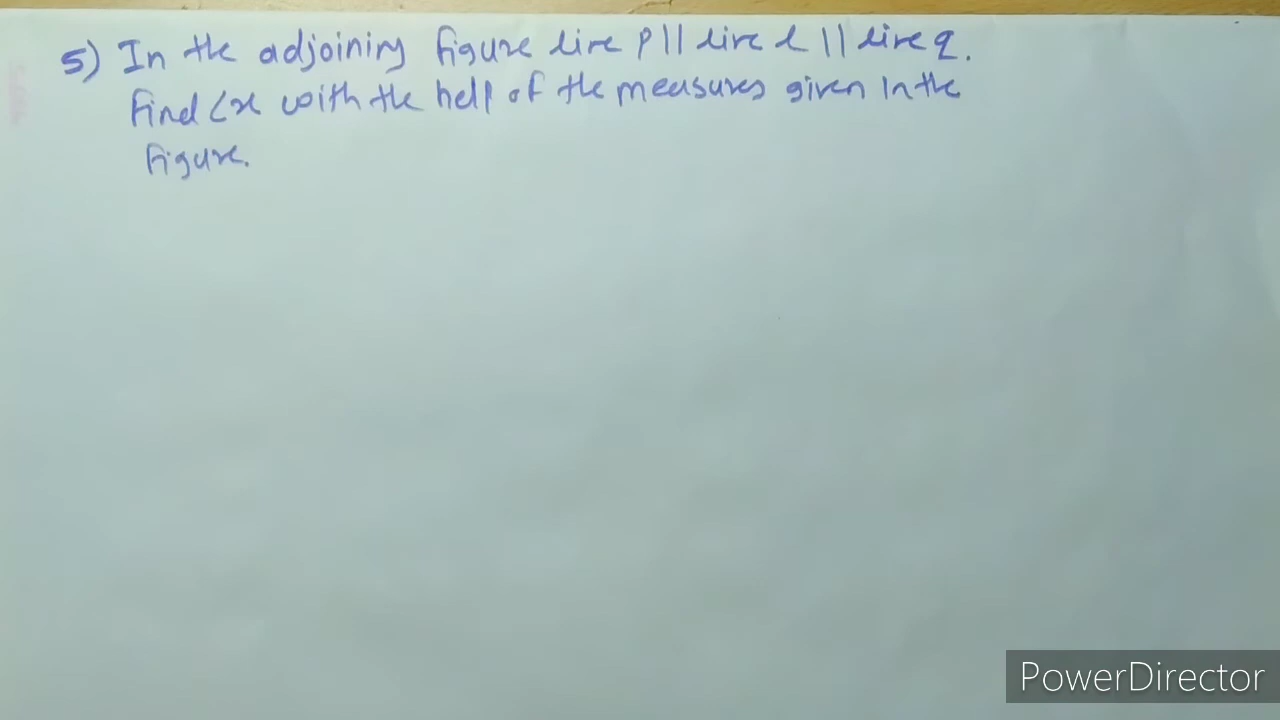 5) In the adjoining figure line p || line l || line q.
Find ∠x with the help of the measures given in the
figure.
PowerDirector